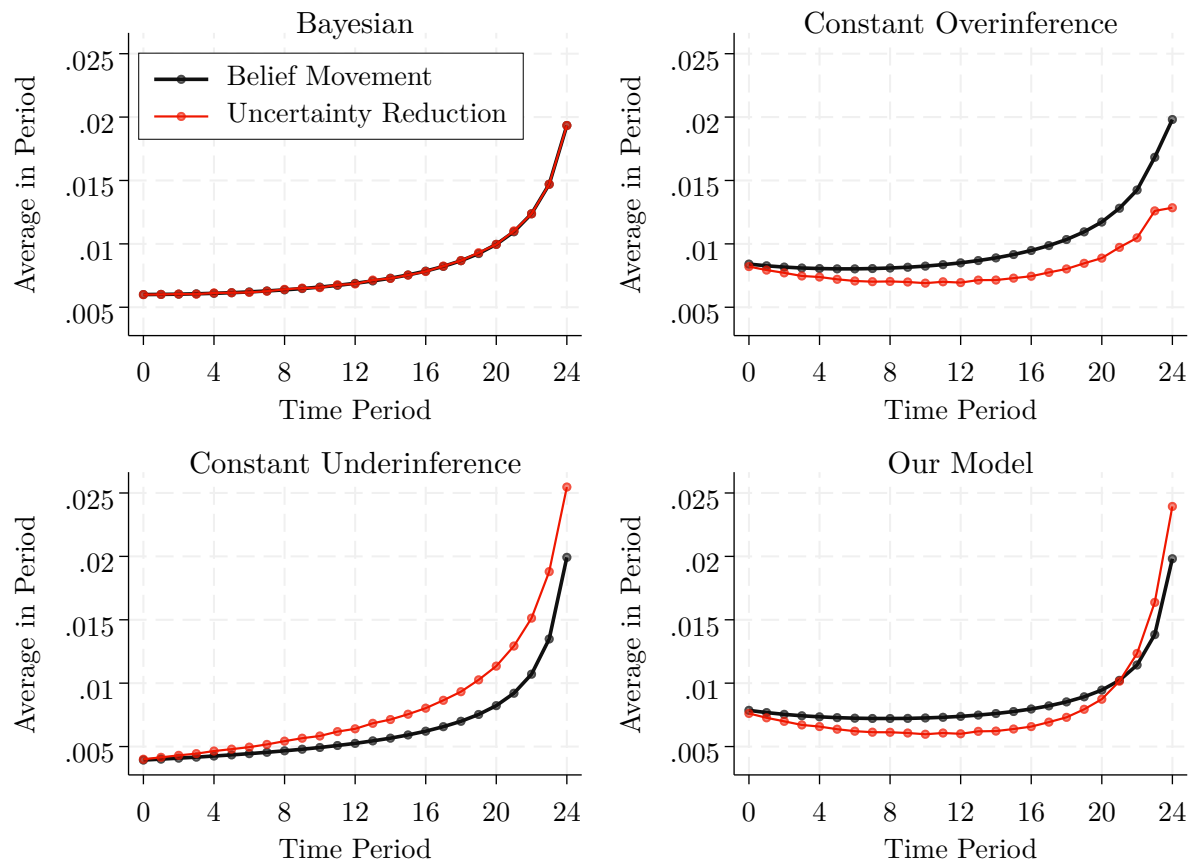 Bayesian
Average in Period
.025
.02
.015
.01
.005
Belief Movement
Uncertainty Reduction
0 4 8 12 16 20 24
Time Period
Constant Overinference
Average in Period
.025
.02
.015
.01
.005
0 4 8 12 16 20 24
Time Period
Constant Underinference
Average in Period
.025
.02
.015
.01
.005
0 4 8 12 16 20 24
Time Period
Our Model
Average in Period
.025
.02
.015
.01
.005
0 4 8 12 16 20 24
Time Period